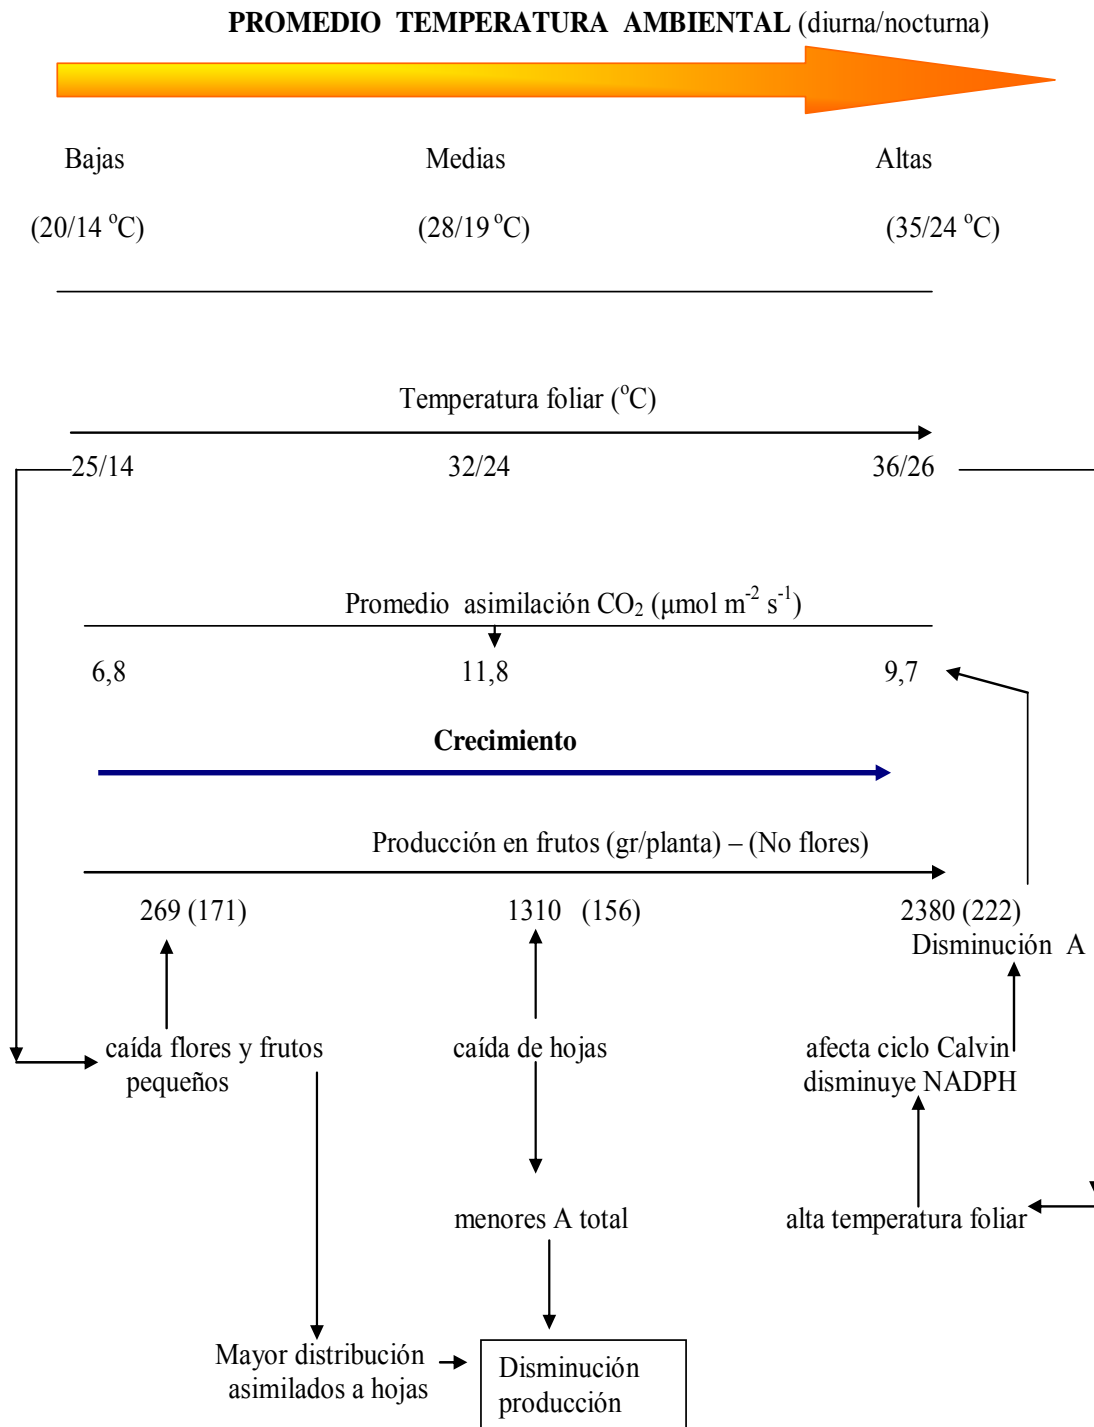 PROMEDIO TEMPERATURA AMBIENTAL (diurna/nocturna)
Bajas Medias Altas
(20/14 °C) (28/19 °C) (35/24 °C)
Temperatura foliar (°C)
25/14 32/24 36/26
Promedio asimilación CO₂ (μmol m⁻² s⁻¹)
6,8 11,8 9,7
Crecimiento
Producción en frutos (gr/planta) – (No flores)
269 (171) 1310 (156) 2380 (222)
Disminución A
caída flores y frutos caída de hojas afecta ciclo Calvin
pequeños disminuye NADPH
menores A total alta temperatura foliar
Mayor distribución Disminución
asimilados a hojas producción